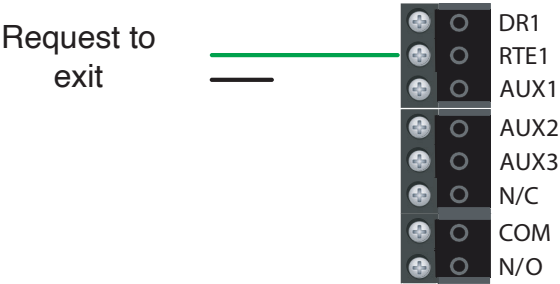 Request to
exit
DR1
RTE1
AUX1
AUX2
AUX3
N/C
COM
N/O